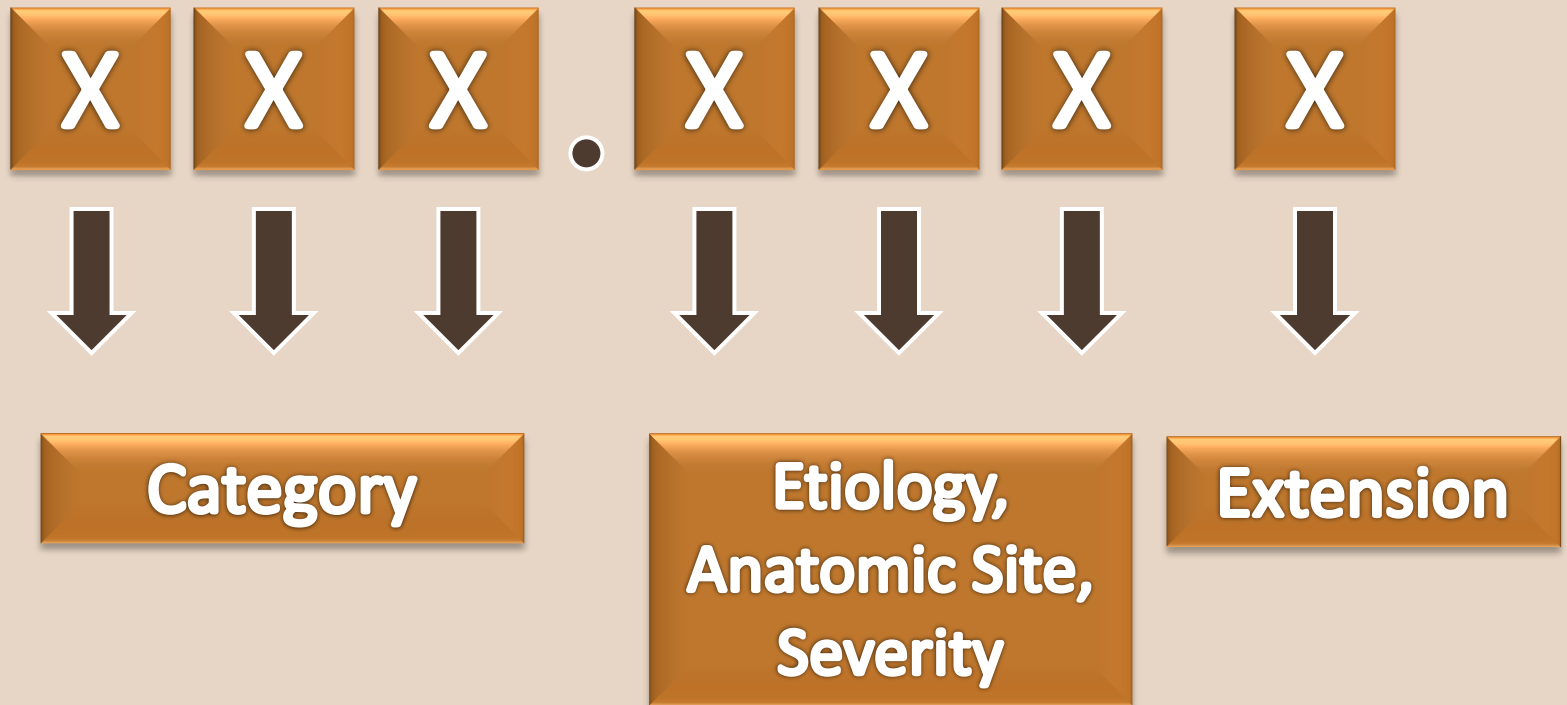 X X X . X X X X
Category
Etiology,
Anatomic Site,
Severity
Extension